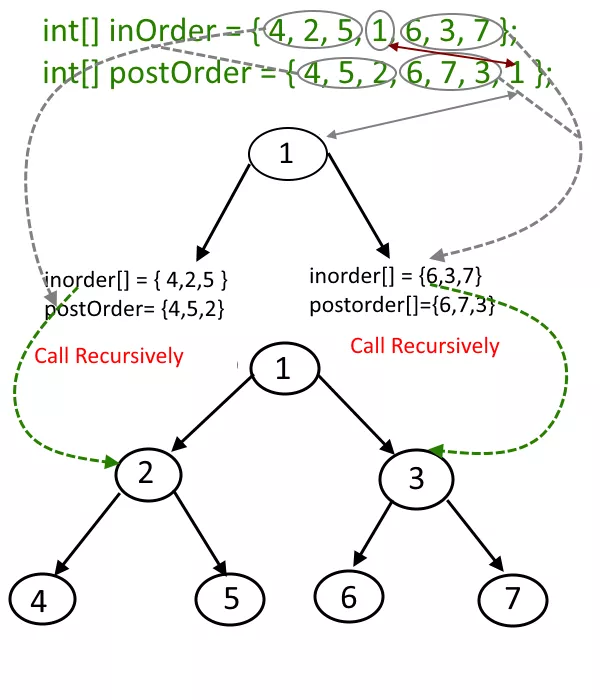 int[] inOrder = { 4, 2, 5, 1, 6, 3, 7 };
int[] postOrder = { 4, 5, 2, 6, 7, 3, 1 };
1
inorder[] = { 4,2,5 }
postOrder= {4,5,2}
inorder[] = {6,3,7}
postorder[]={6,7,3}
Call Recursively
Call Recursively
1
2
3
4
5
6
7